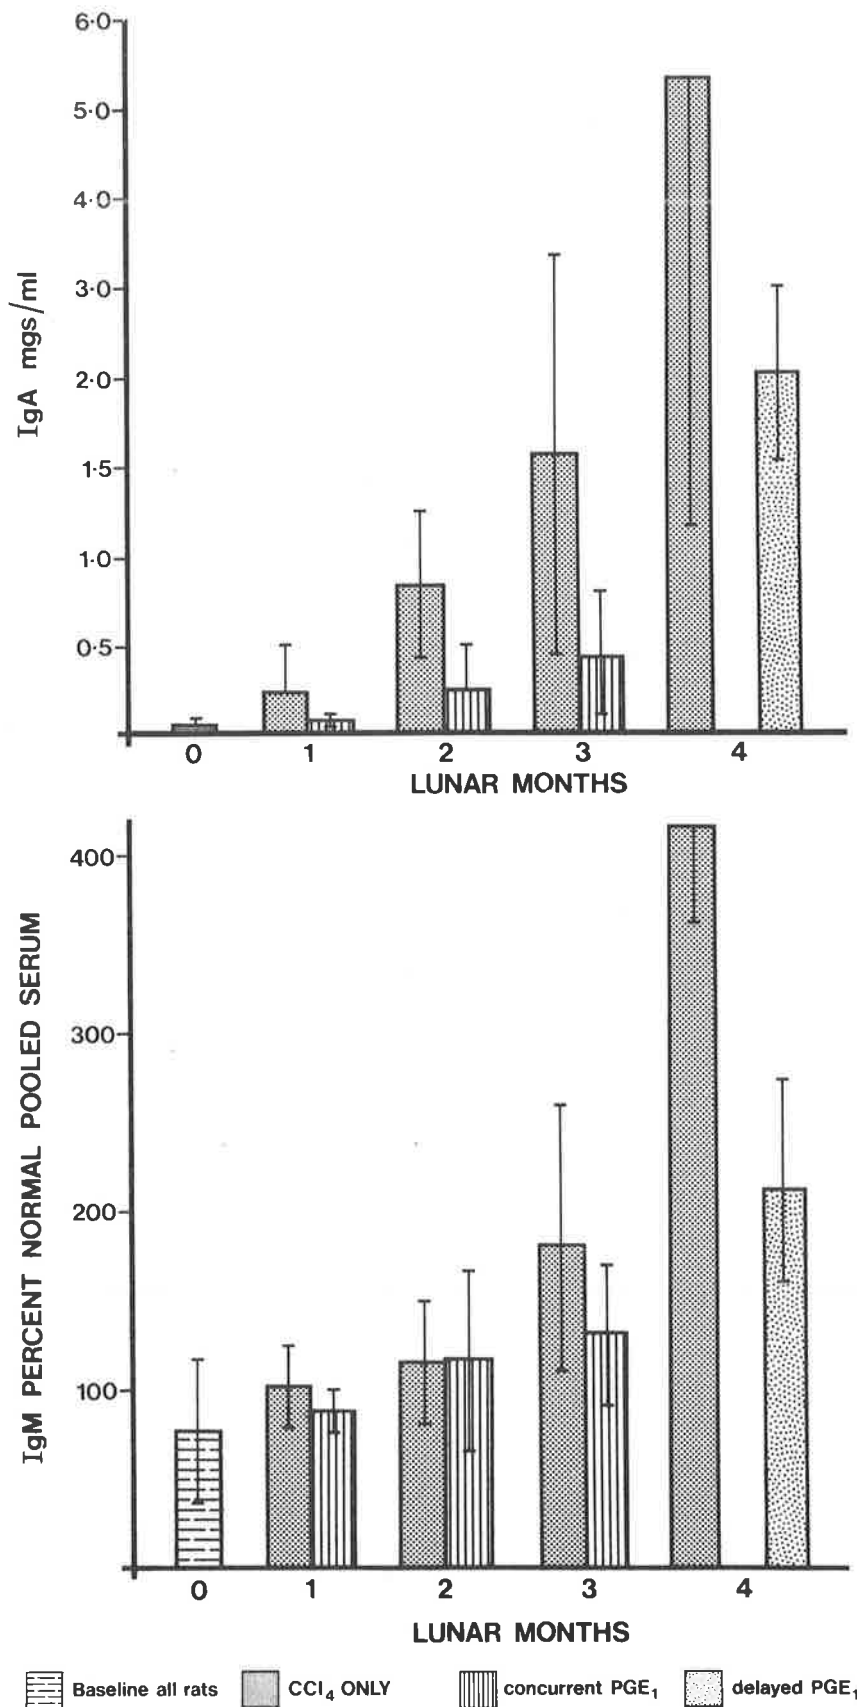 6·0
5·0
4·0
3·0
2·0
1·5
1·0
0·5
IgA mgs/ml
0 1 2 3 4
LUNAR MONTHS
400
300
200
100
IgM PERCENT NORMAL POOLED SERUM
0 1 2 3 4
LUNAR MONTHS
Baseline all rats CCl₄ ONLY concurrent PGE₁ delayed PGE₁